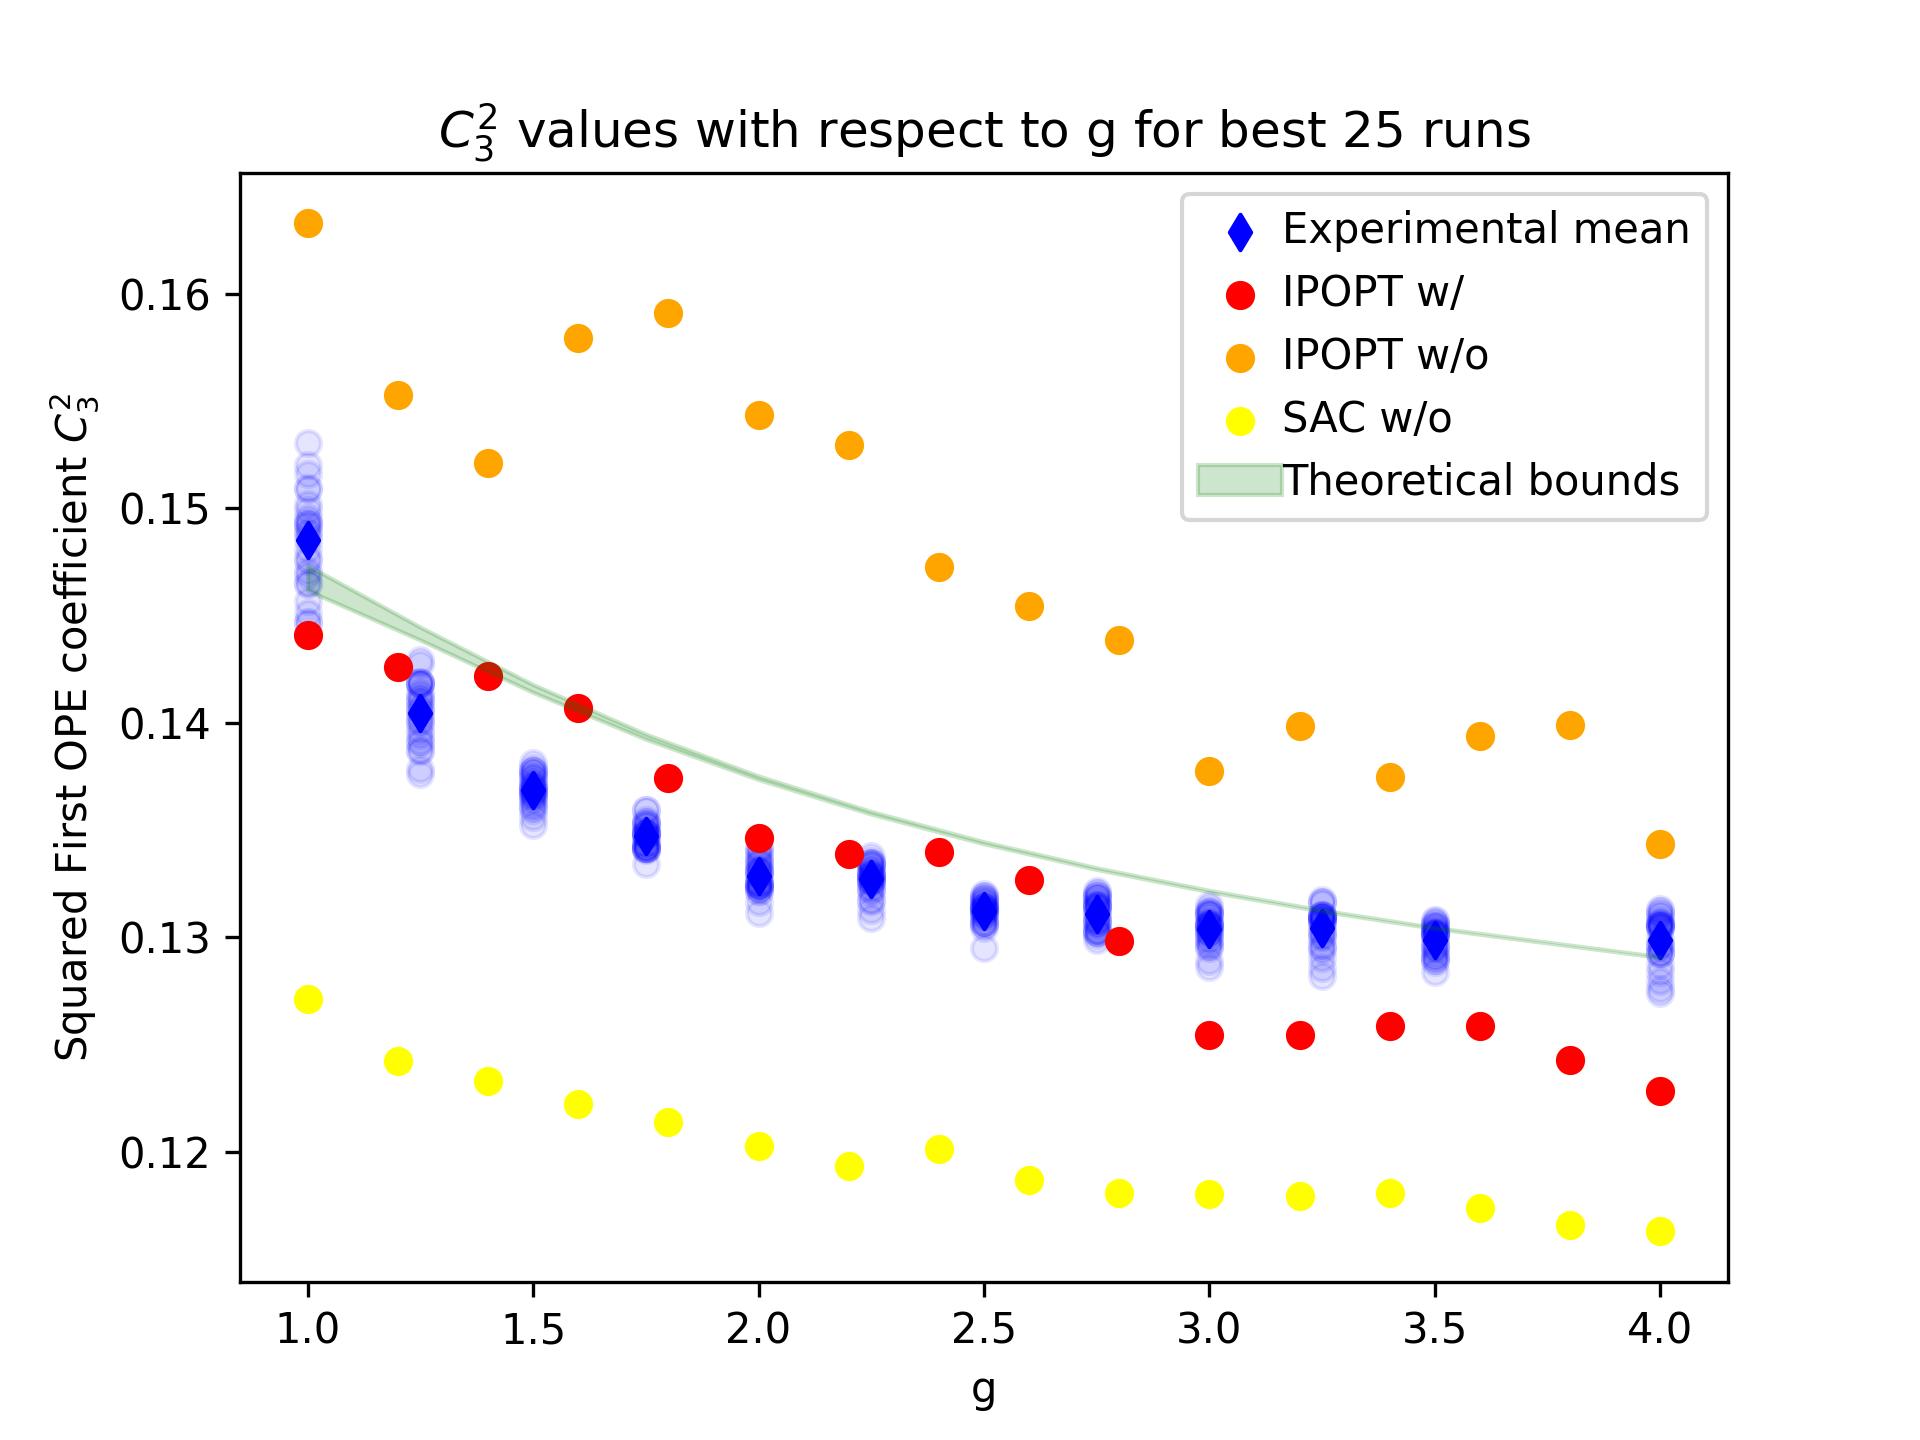 $C_3^2$ values with respect to g for best 25 runs
Experimental mean
IPOPT w/
IPOPT w/o
SAC w/o
Theoretical bounds
Squared First OPE coefficient $C_3^2$
0.16
0.15
0.14
0.13
0.12
1.0 1.5 2.0 2.5 3.0 3.5 4.0
g